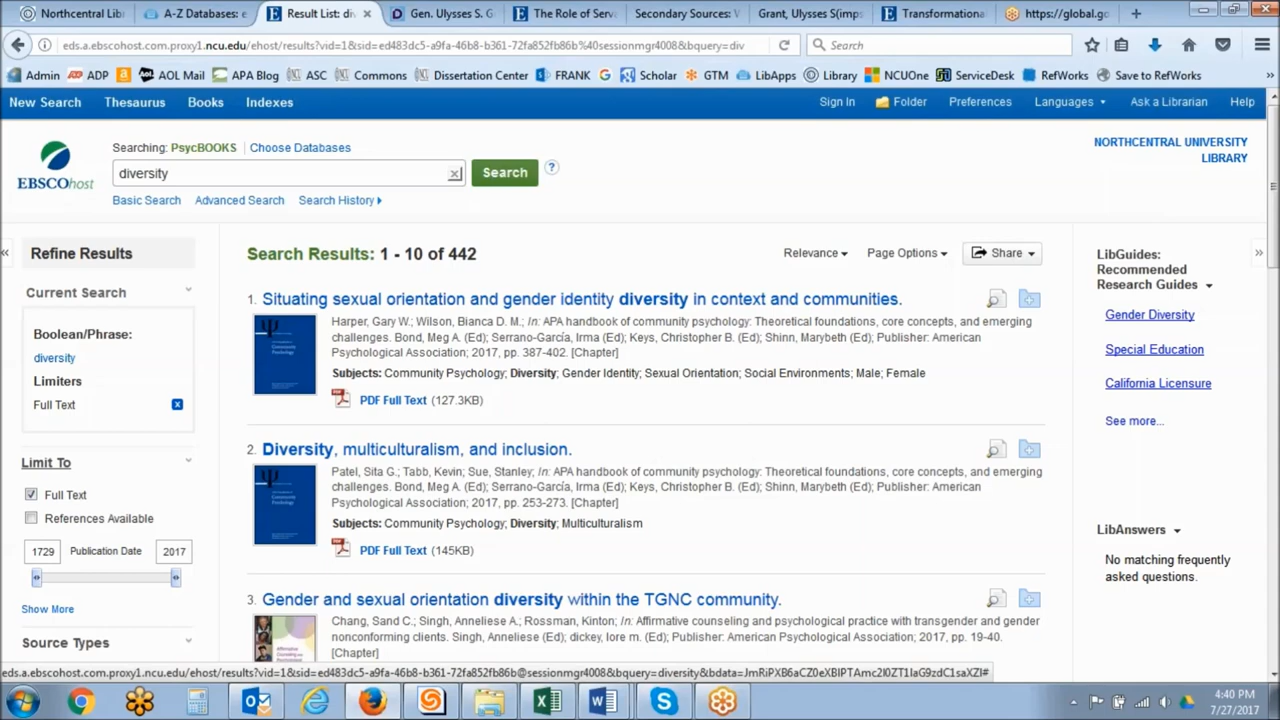 Northcentral Lib
A-Z Databases: e
Result List: div
Gen. Ulysses S. G
The Role of Serva
Secondary Sources: V
Grant, Ulysses S(imps
Transformationa
https://global.go
eds.a.ebscohost.com.proxy1.ncu.edu/ehost/results?vid=1&sid=ed483dc5-a9fa-46b8-b361-72fa852fb86b%40sessionmgr4008&bquery=div
Search
Admin ADP AOL Mail APA Blog ASC Commons Dissertation Center FRANK Scholar GTM LibApps Library NCUOne ServiceDesk RefWorks Save to RefWorks
New Search Thesaurus Books Indexes
Sign In Folder Preferences Languages Ask a Librarian Help
EBSCOhost
Searching: PsycBOOKS Choose Databases
diversity
Search
Basic Search Advanced Search Search History
NORTHCENTRAL UNIVERSITY
LIBRARY
Refine Results
Current Search
Boolean/Phrase:
diversity
Limiters
Full Text
Limit To
Full Text
References Available
1729 Publication Date 2017
Show More
Source Types
Search Results: 1 - 10 of 442
Relevance Page Options Share
1. Situating sexual orientation and gender identity diversity in context and communities.
Harper, Gary W.; Wilson, Bianca D. M.; In: APA handbook of community psychology: Theoretical foundations, core concepts, and emerging
challenges. Bond, Meg A. (Ed); Serrano-García, Irma (Ed); Keys, Christopher B. (Ed); Shinn, Marybeth (Ed); Publisher: American
Psychological Association; 2017, pp. 387-402. [Chapter]
Subjects: Community Psychology; Diversity; Gender Identity; Sexual Orientation; Social Environments; Male; Female
PDF Full Text (127.3KB)
2. Diversity, multiculturalism, and inclusion.
Patel, Sita G.; Tabb, Kevin; Sue, Stanley; In: APA handbook of community psychology: Theoretical foundations, core concepts, and emerging
challenges. Bond, Meg A. (Ed); Serrano-García, Irma (Ed); Keys, Christopher B. (Ed); Shinn, Marybeth (Ed); Publisher: American
Psychological Association; 2017, pp. 253-273. [Chapter]
Subjects: Community Psychology; Diversity; Multiculturalism
PDF Full Text (145KB)
3. Gender and sexual orientation diversity within the TGNC community.
Chang, Sand C.; Singh, Anneliese A.; Rossman, Kinton; In: Affirmative counseling and psychological practice with transgender and gender
nonconforming clients. Singh, Anneliese (Ed); dickey, lore m. (Ed); Publisher: American Psychological Association; 2017, pp. 19-40.
[Chapter]
LibGuides:
Recommended
Research Guides
Gender Diversity
Special Education
California Licensure
See more...
LibAnswers
No matching frequently
asked questions.
4:40 PM
7/27/2017